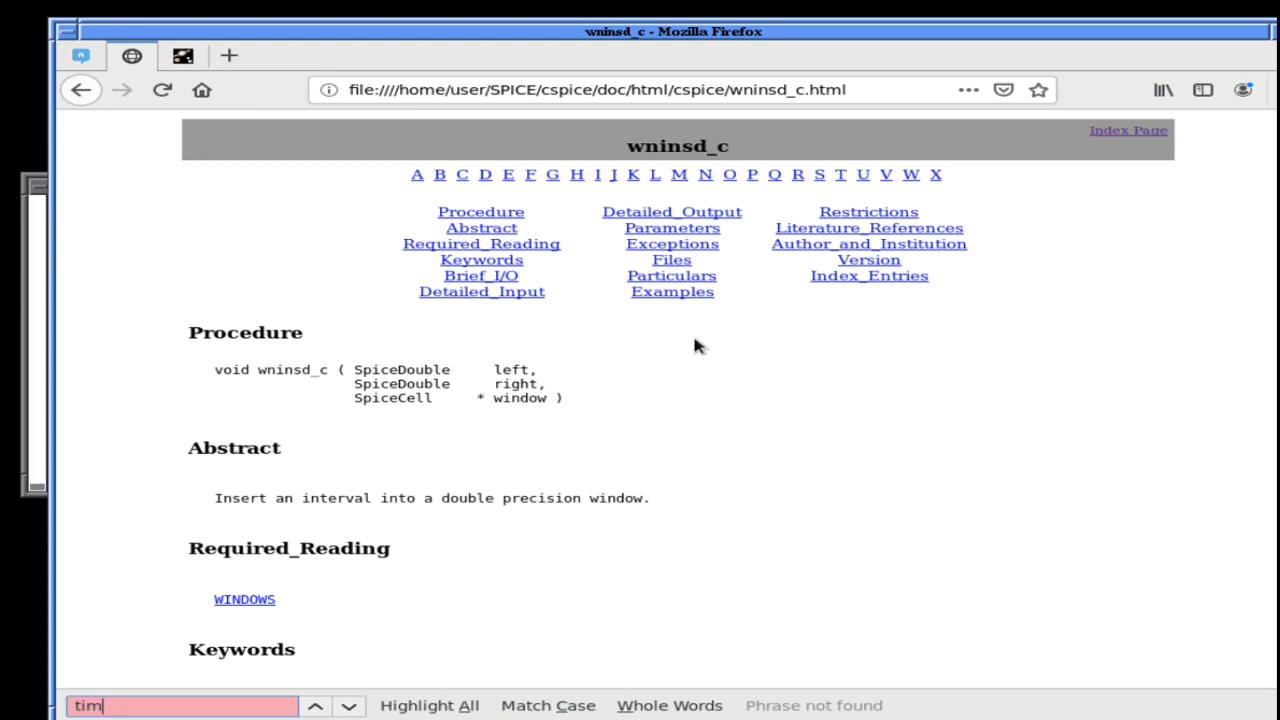 wninsd_c - Mozilla Firefox
file:////home/user/SPICE/cspice/doc/html/cspice/wninsd_c.html
Index Page
wninsd_c
A B C D E F G H I J K L M N O P Q R S T U V W X
Procedure Detailed_Output Restrictions
Abstract Parameters Literature_References
Required_Reading Exceptions Author_and_Institution
Keywords Files Version
Brief_I/O Particulars Index_Entries
Detailed_Input Examples
Procedure
void wninsd_c ( SpiceDouble left,
SpiceDouble right,
SpiceCell * window )
Abstract
Insert an interval into a double precision window.
Required_Reading
WINDOWS
Keywords
tim Highlight All Match Case Whole Words Phrase not found